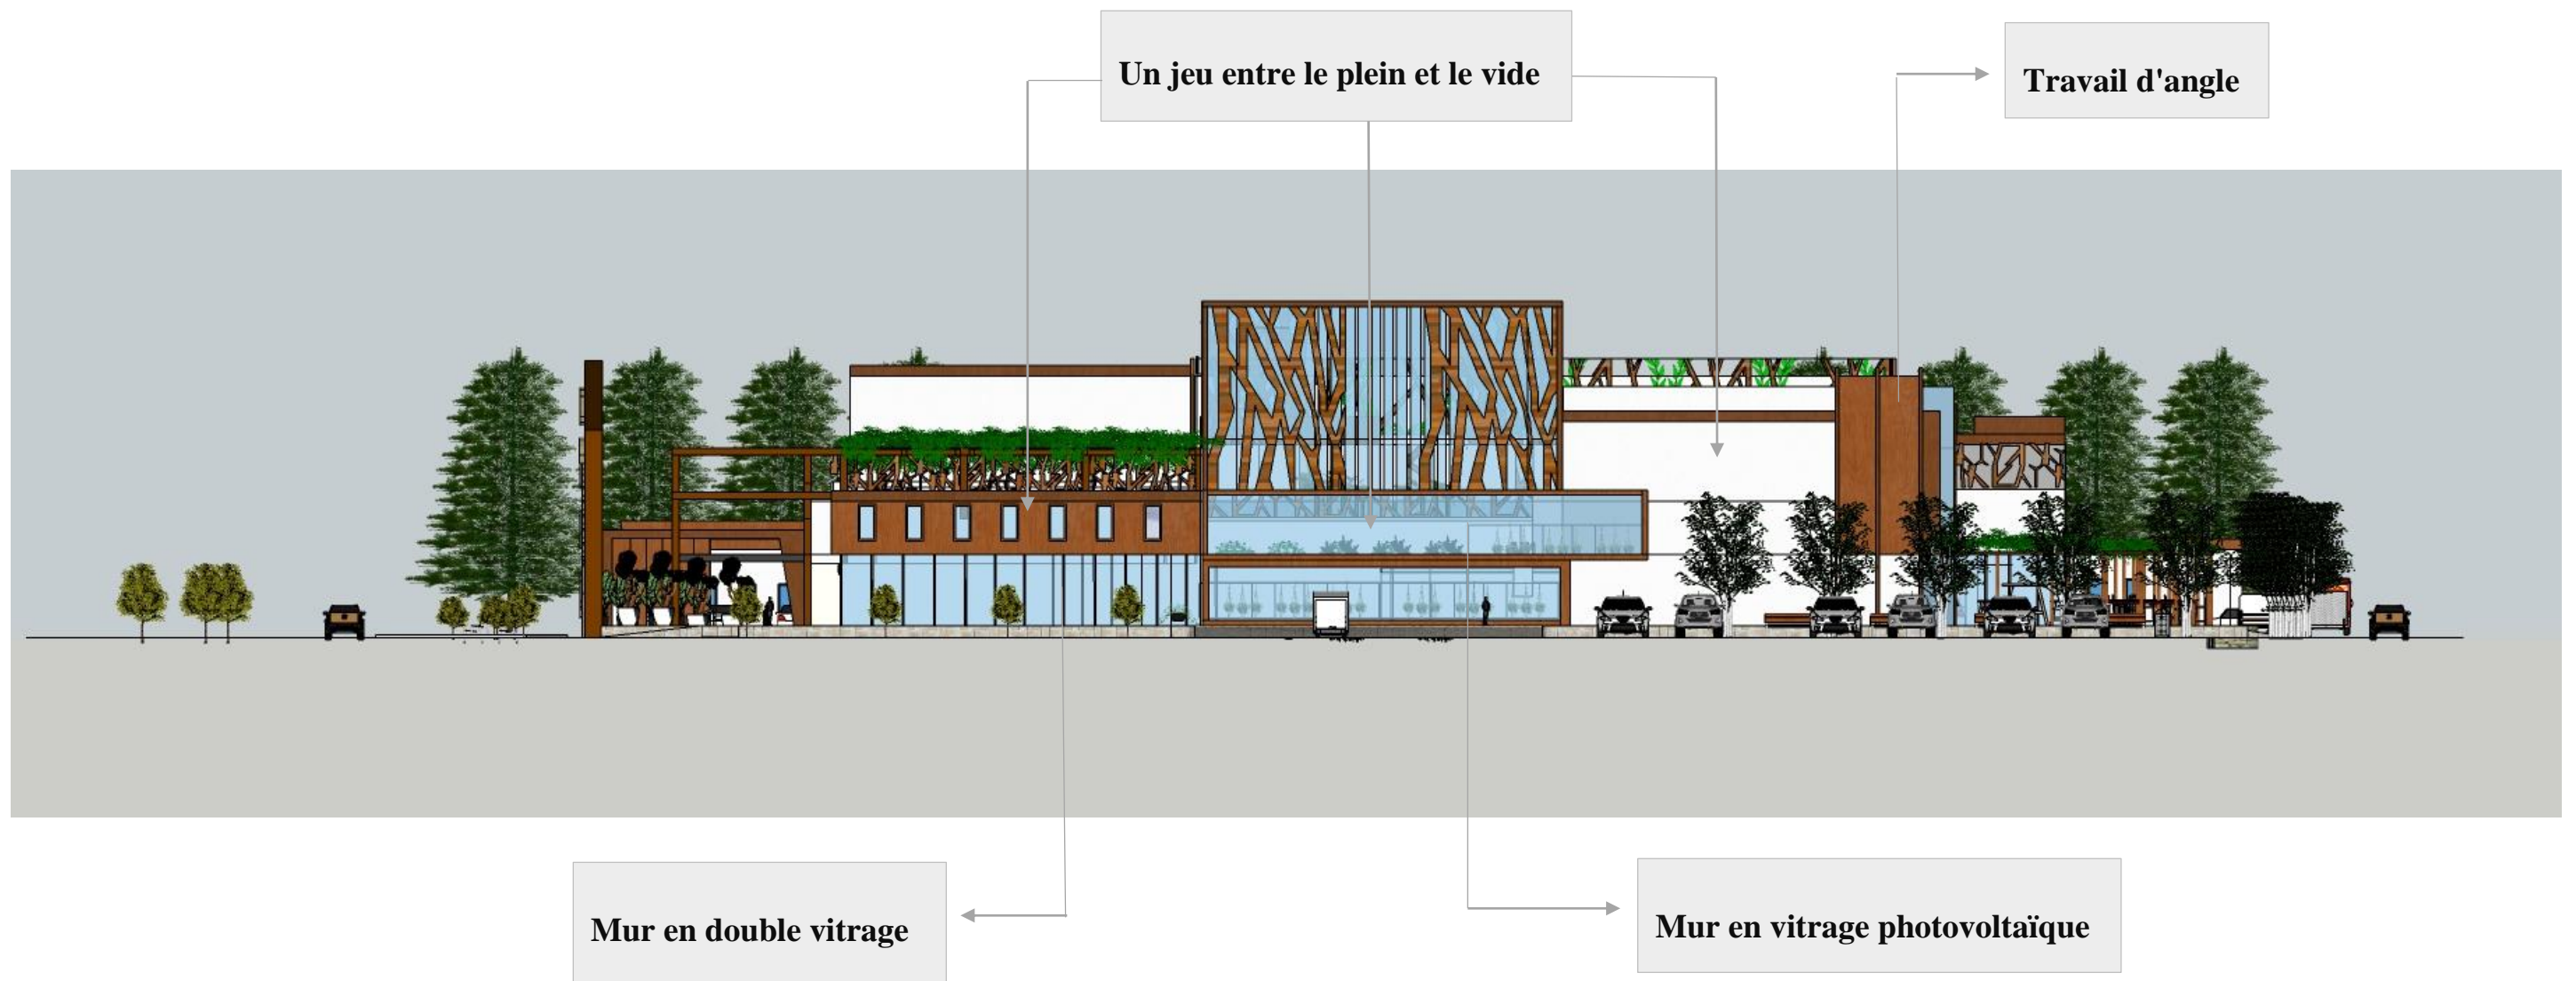 Un jeu entre le plein et le vide
Travail d'angle
Mur en double vitrage
Mur en vitrage photovoltaïque